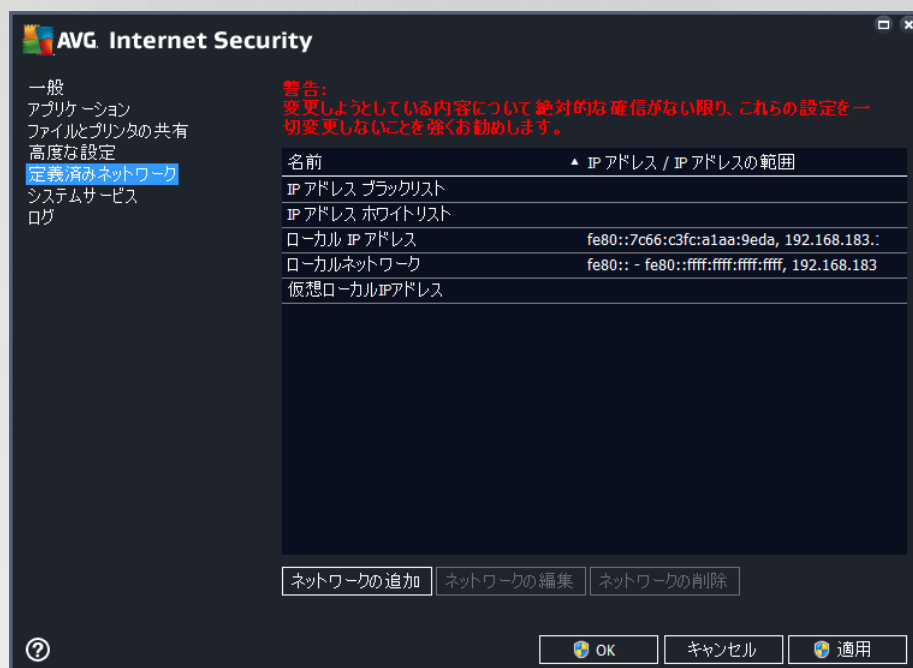 AVG Internet Security
一般
アプリケーション
ファイルとプリンタの共有
高度な設定
定義済みネットワーク
システムサービス
ログ
警告:
変更しようとしている内容について絶対的な確信がない限り、これらの設定を一
切変更しないことを強くお勧めします。
名前 ▲ IP アドレス / IP アドレスの範囲
IP アドレス ブラックリスト
IP アドレス ホワイトリスト
ローカル IP アドレス fe80::7c66:c3fc:a1aa:9eda, 192.168.183.
ローカルネットワーク fe80:: - fe80::ffff:ffff:ffff:ffff, 192.168.183
仮想ローカルIPアドレス
ネットワークの追加 ネットワークの編集 ネットワークの削除
? OK キャンセル 適用